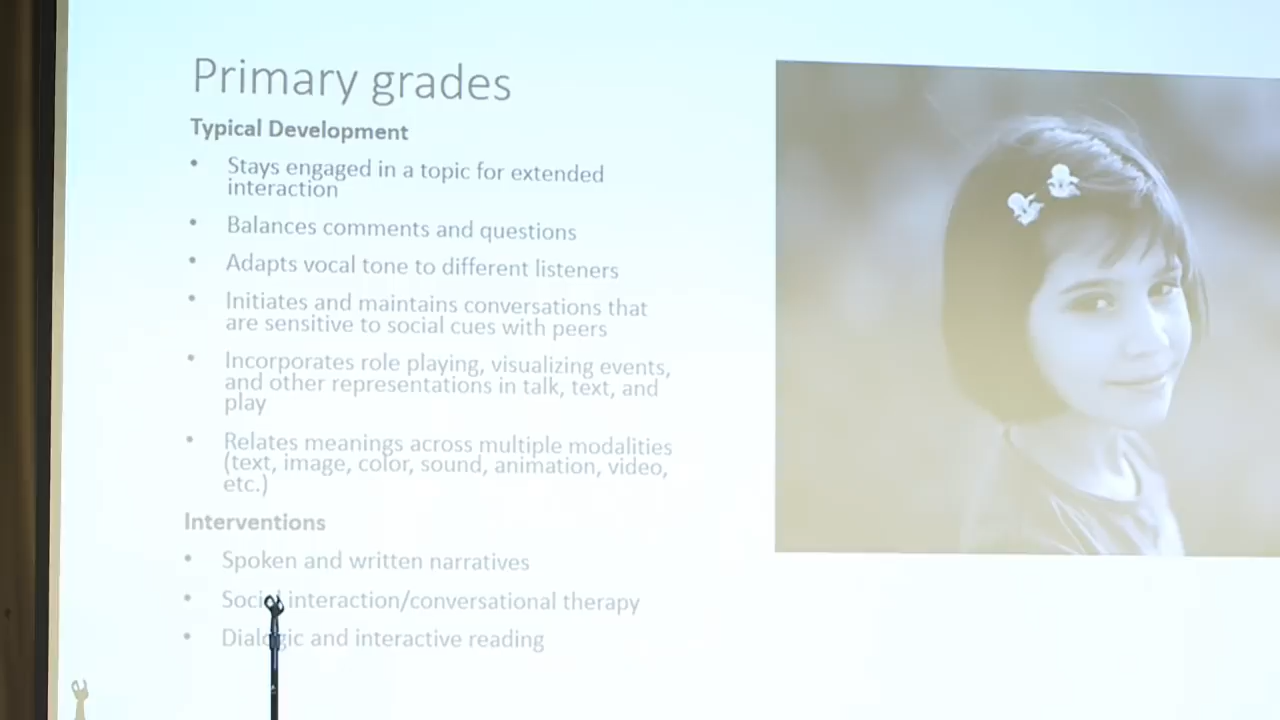 Primary grades
Typical Development
• Stays engaged in a topic for extended
interaction
• Balances comments and questions
• Adapts vocal tone to different listeners
• Initiates and maintains conversations that
are sensitive to social cues with peers
• Incorporates role playing, visualizing events,
and other representations in talk, text, and
play
• Relates meanings across multiple modalities
(text, image, color, sound, animation, video,
etc.)
Interventions
• Spoken and written narratives
• Social interaction/conversational therapy
• Dialogic and interactive reading